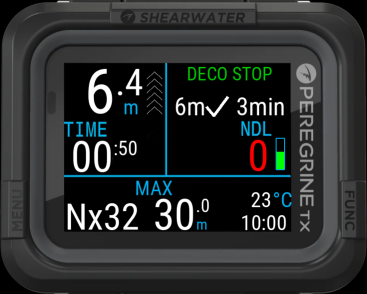 SHEARWATER
DECO STOP
6.4 m
6m✓ 3min
TIME
00:50
NDL
0
MAX
Nx32 30.0 m
23°C
10:00
MENU
FUNC
PEREGRINE TX